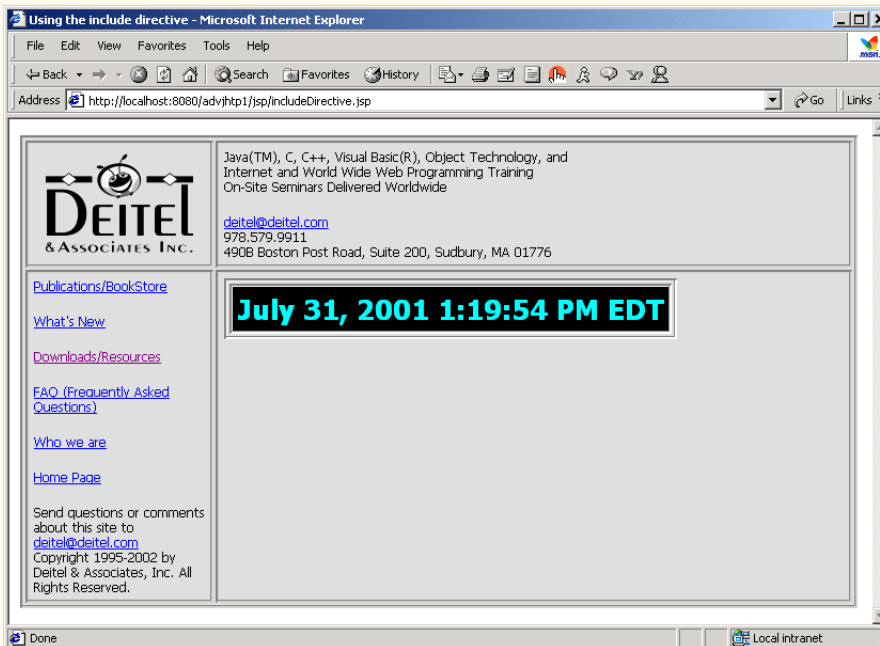 Using the include directive - Microsoft Internet Explorer
File Edit View Favorites Tools Help
msn
Back Search Favorites History
Address http://localhost:8080/advjhtp1/jsp/includeDirective.jsp Go Links
DEITEL
& ASSOCIATES INC.
Java(TM), C, C++, Visual Basic(R), Object Technology, and
Internet and World Wide Web Programming Training
On-Site Seminars Delivered Worldwide
deitel@deitel.com
978.579.9911
490B Boston Post Road, Suite 200, Sudbury, MA 01776
Publications/BookStore
What's New
Downloads/Resources
FAQ (Frequently Asked
Questions)
Who we are
Home Page
Send questions or comments
about this site to
deitel@deitel.com
Copyright 1995-2002 by
Deitel & Associates, Inc. All
Rights Reserved.
July 31, 2001 1:19:54 PM EDT
Done Local intranet